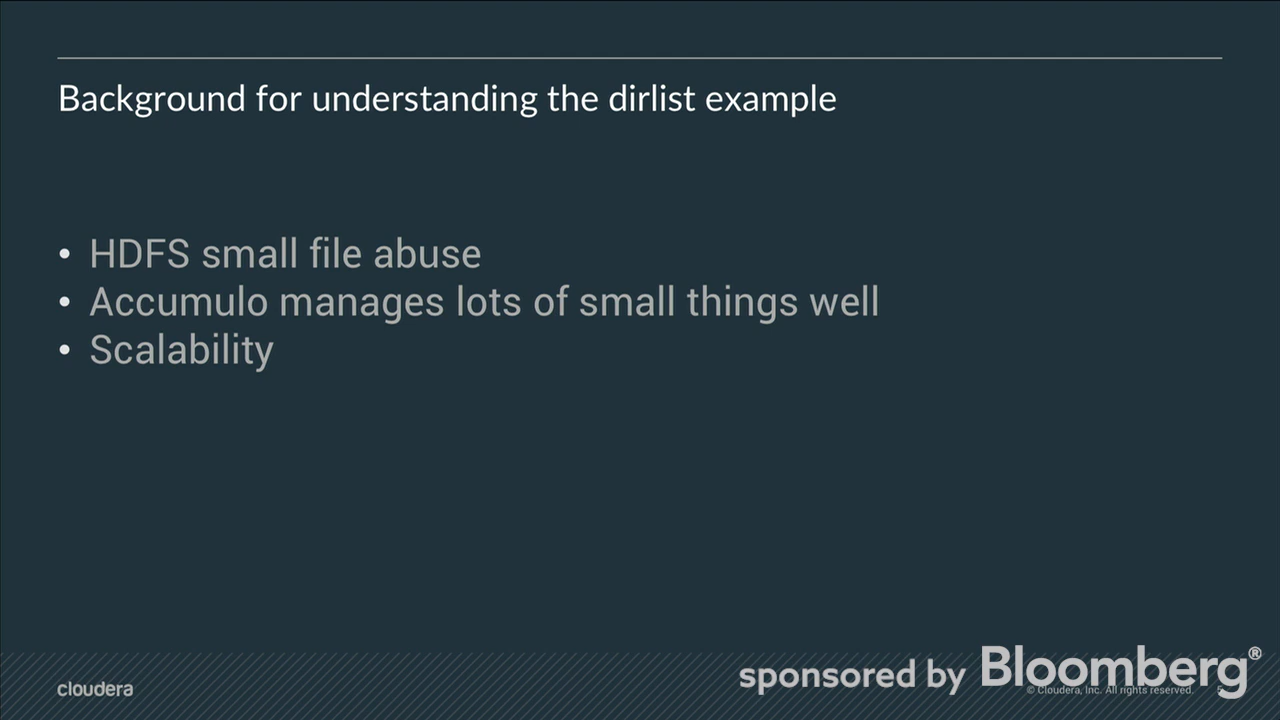 Background for understanding the dirlist example
• HDFS small file abuse
• Accumulo manages lots of small things well
• Scalability
cloudera
sponsored by Bloomberg®
© Cloudera, Inc. All rights reserved.